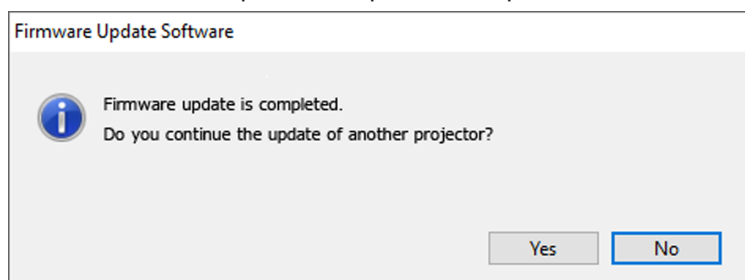 Firmware Update Software
Firmware update is completed.
Do you continue the update of another projector?
Yes No